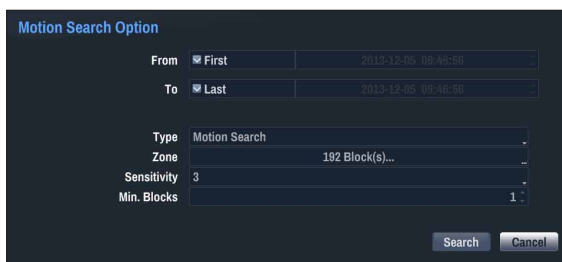 Motion Search Option
From First 2013-12-05 09:46:56
To Last 2013-12-05 09:46:56
Type Motion Search
Zone 192 Block(s)...
Sensitivity 3
Min. Blocks 1
Search Cancel